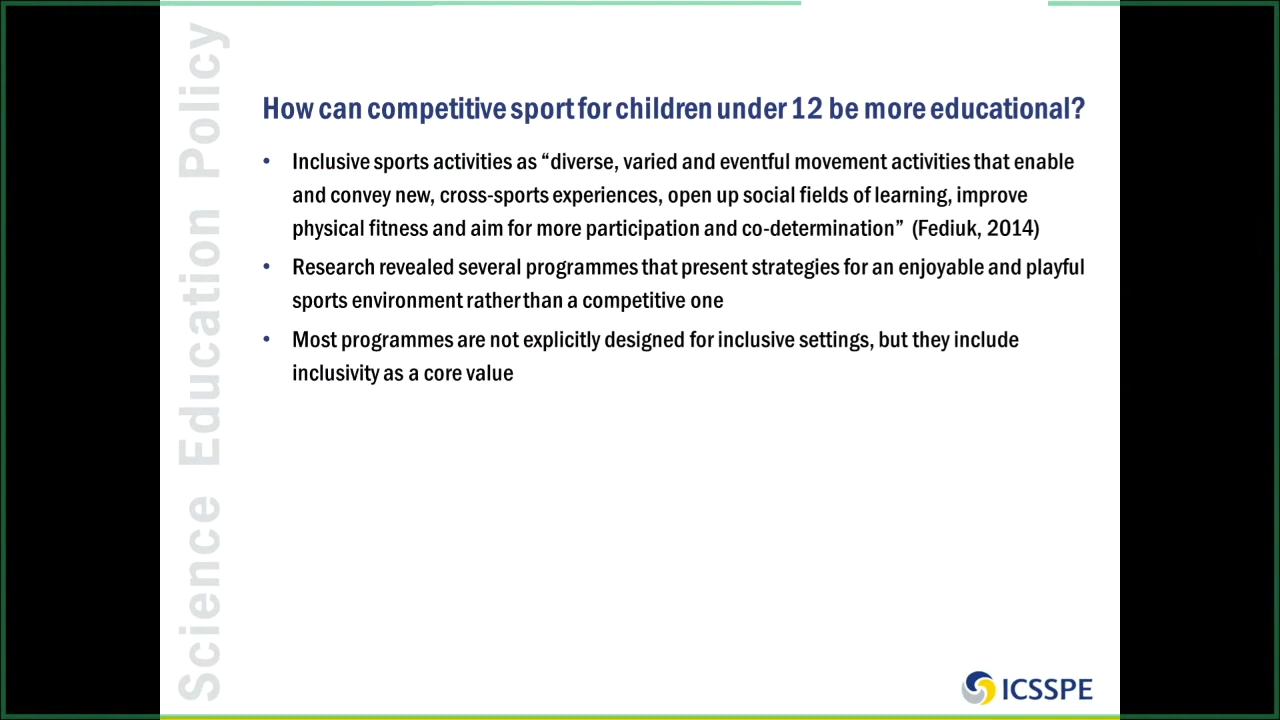 Science Education Policy
How can competitive sport for children under 12 be more educational?
• Inclusive sports activities as “diverse, varied and eventful movement activities that enable
and convey new, cross-sports experiences, open up social fields of learning, improve
physical fitness and aim for more participation and co-determination” (Fediuk, 2014)
• Research revealed several programmes that present strategies for an enjoyable and playful
sports environment rather than a competitive one
• Most programmes are not explicitly designed for inclusive settings, but they include
inclusivity as a core value
ICSSPE